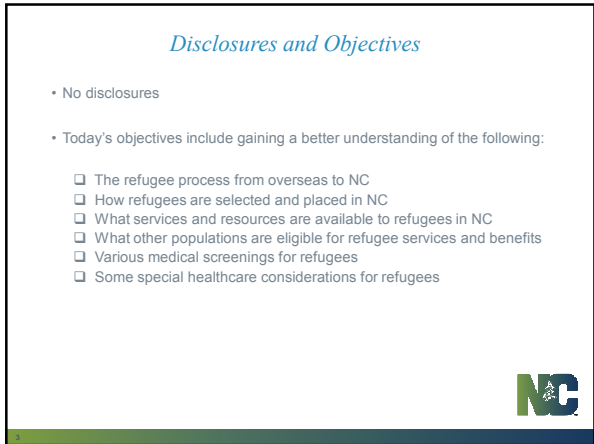 Disclosures and Objectives
• No disclosures
• Today's objectives include gaining a better understanding of the following:
❑ The refugee process from overseas to NC
❑ How refugees are selected and placed in NC
❑ What services and resources are available to refugees in NC
❑ What other populations are eligible for refugee services and benefits
❑ Various medical screenings for refugees
❑ Some special healthcare considerations for refugees
NC
3